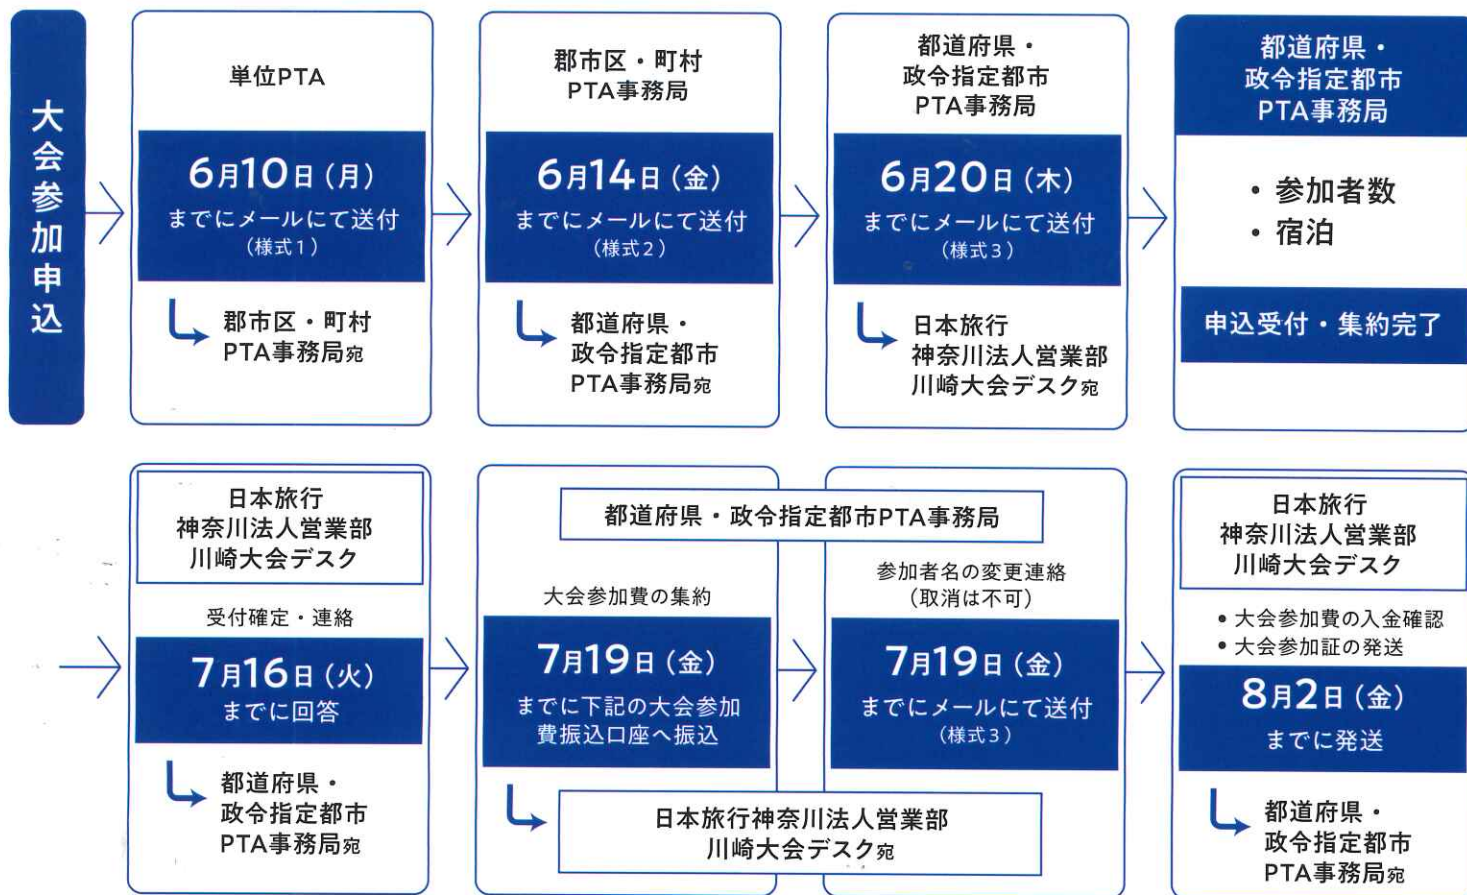 大会参加申込
単位PTA
6月10日（月）
までにメールにて送付
（様式1）
郡市区・町村
PTA事務局宛
郡市区・町村
PTA事務局
6月14日（金）
までにメールにて送付
（様式2）
都道府県・
政令指定都市
PTA事務局宛
都道府県・
政令指定都市
PTA事務局
6月20日（木）
までにメールにて送付
（様式3）
日本旅行
神奈川法人営業部
川崎大会デスク宛
都道府県・
政令指定都市
PTA事務局
・参加者数
・宿泊
申込受付・集約完了
日本旅行
神奈川法人営業部
川崎大会デスク
受付確定・連絡
7月16日（火）
までに回答
都道府県・
政令指定都市
PTA事務局宛
都道府県・政令指定都市PTA事務局
大会参加費の集約
7月19日（金）
までに下記の大会参加
費振込口座へ振込
参加者名の変更連絡
（取消は不可）
7月19日（金）
までにメールにて送付
（様式3）
日本旅行神奈川法人営業部
川崎大会デスク宛
日本旅行
神奈川法人営業部
川崎大会デスク
• 大会参加費の入金確認
• 大会参加証の発送
8月2日（金）
までに発送
都道府県・
政令指定都市
PTA事務局宛